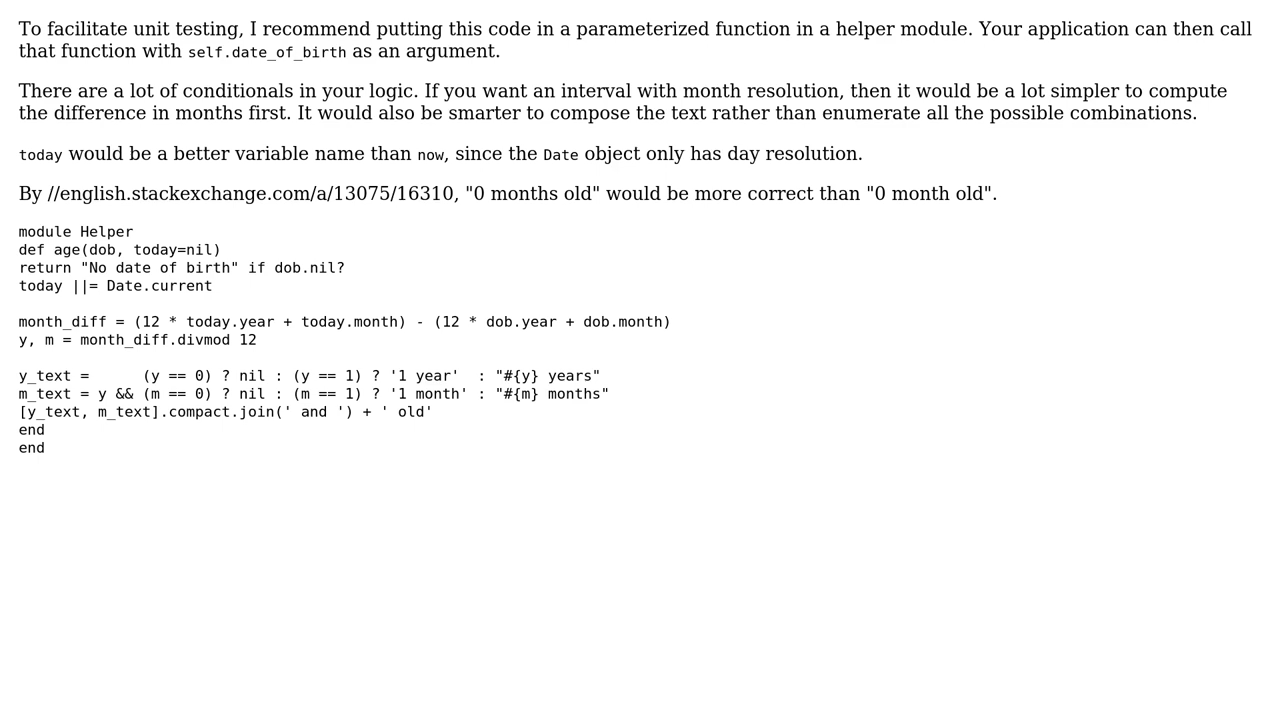 To facilitate unit testing, I recommend putting this code in a parameterized function in a helper module. Your application can then call
that function with self.date_of_birth as an argument.
There are a lot of conditionals in your logic. If you want an interval with month resolution, then it would be a lot simpler to compute
the difference in months first. It would also be smarter to compose the text rather than enumerate all the possible combinations.
today would be a better variable name than now, since the Date object only has day resolution.
By //english.stackexchange.com/a/13075/16310, "0 months old" would be more correct than "0 month old".
module Helper
def age(dob, today=nil)
return "No date of birth" if dob.nil?
today ||= Date.current
month_diff = (12 * today.year + today.month) - (12 * dob.year + dob.month)
y, m = month_diff.divmod 12
y_text =      (y == 0) ? nil : (y == 1) ? '1 year'  : "#{y} years"
m_text = y && (m == 0) ? nil : (m == 1) ? '1 month' : "#{m} months"
[y_text, m_text].compact.join(' and ') + ' old'
end
end